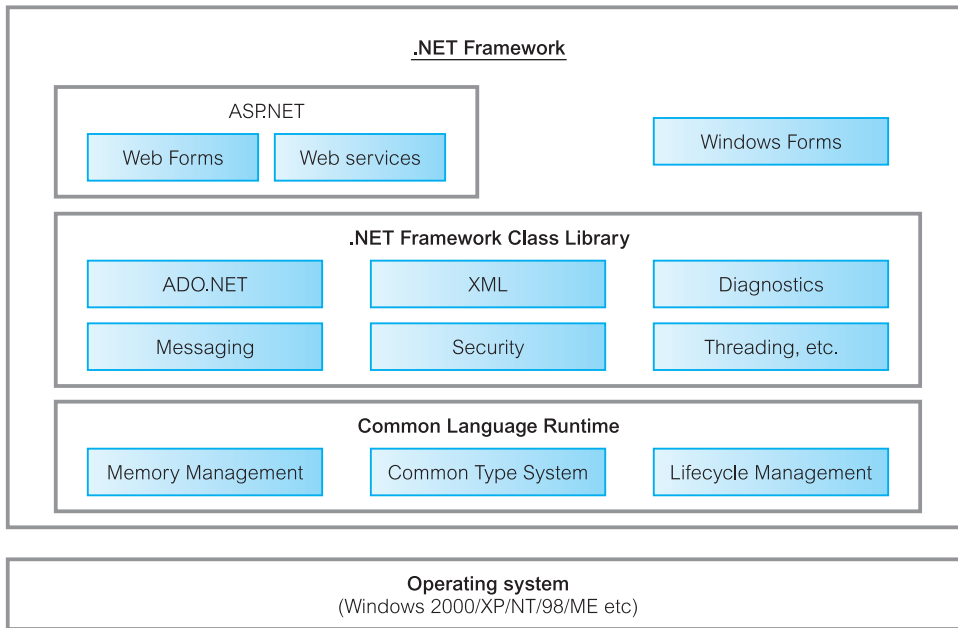 .NET Framework
ASP.NET
Web Forms
Web services
Windows Forms
.NET Framework Class Library
ADO.NET
XML
Diagnostics
Messaging
Security
Threading, etc.
Common Language Runtime
Memory Management
Common Type System
Lifecycle Management
Operating system
(Windows 2000/XP/NT/98/ME etc)